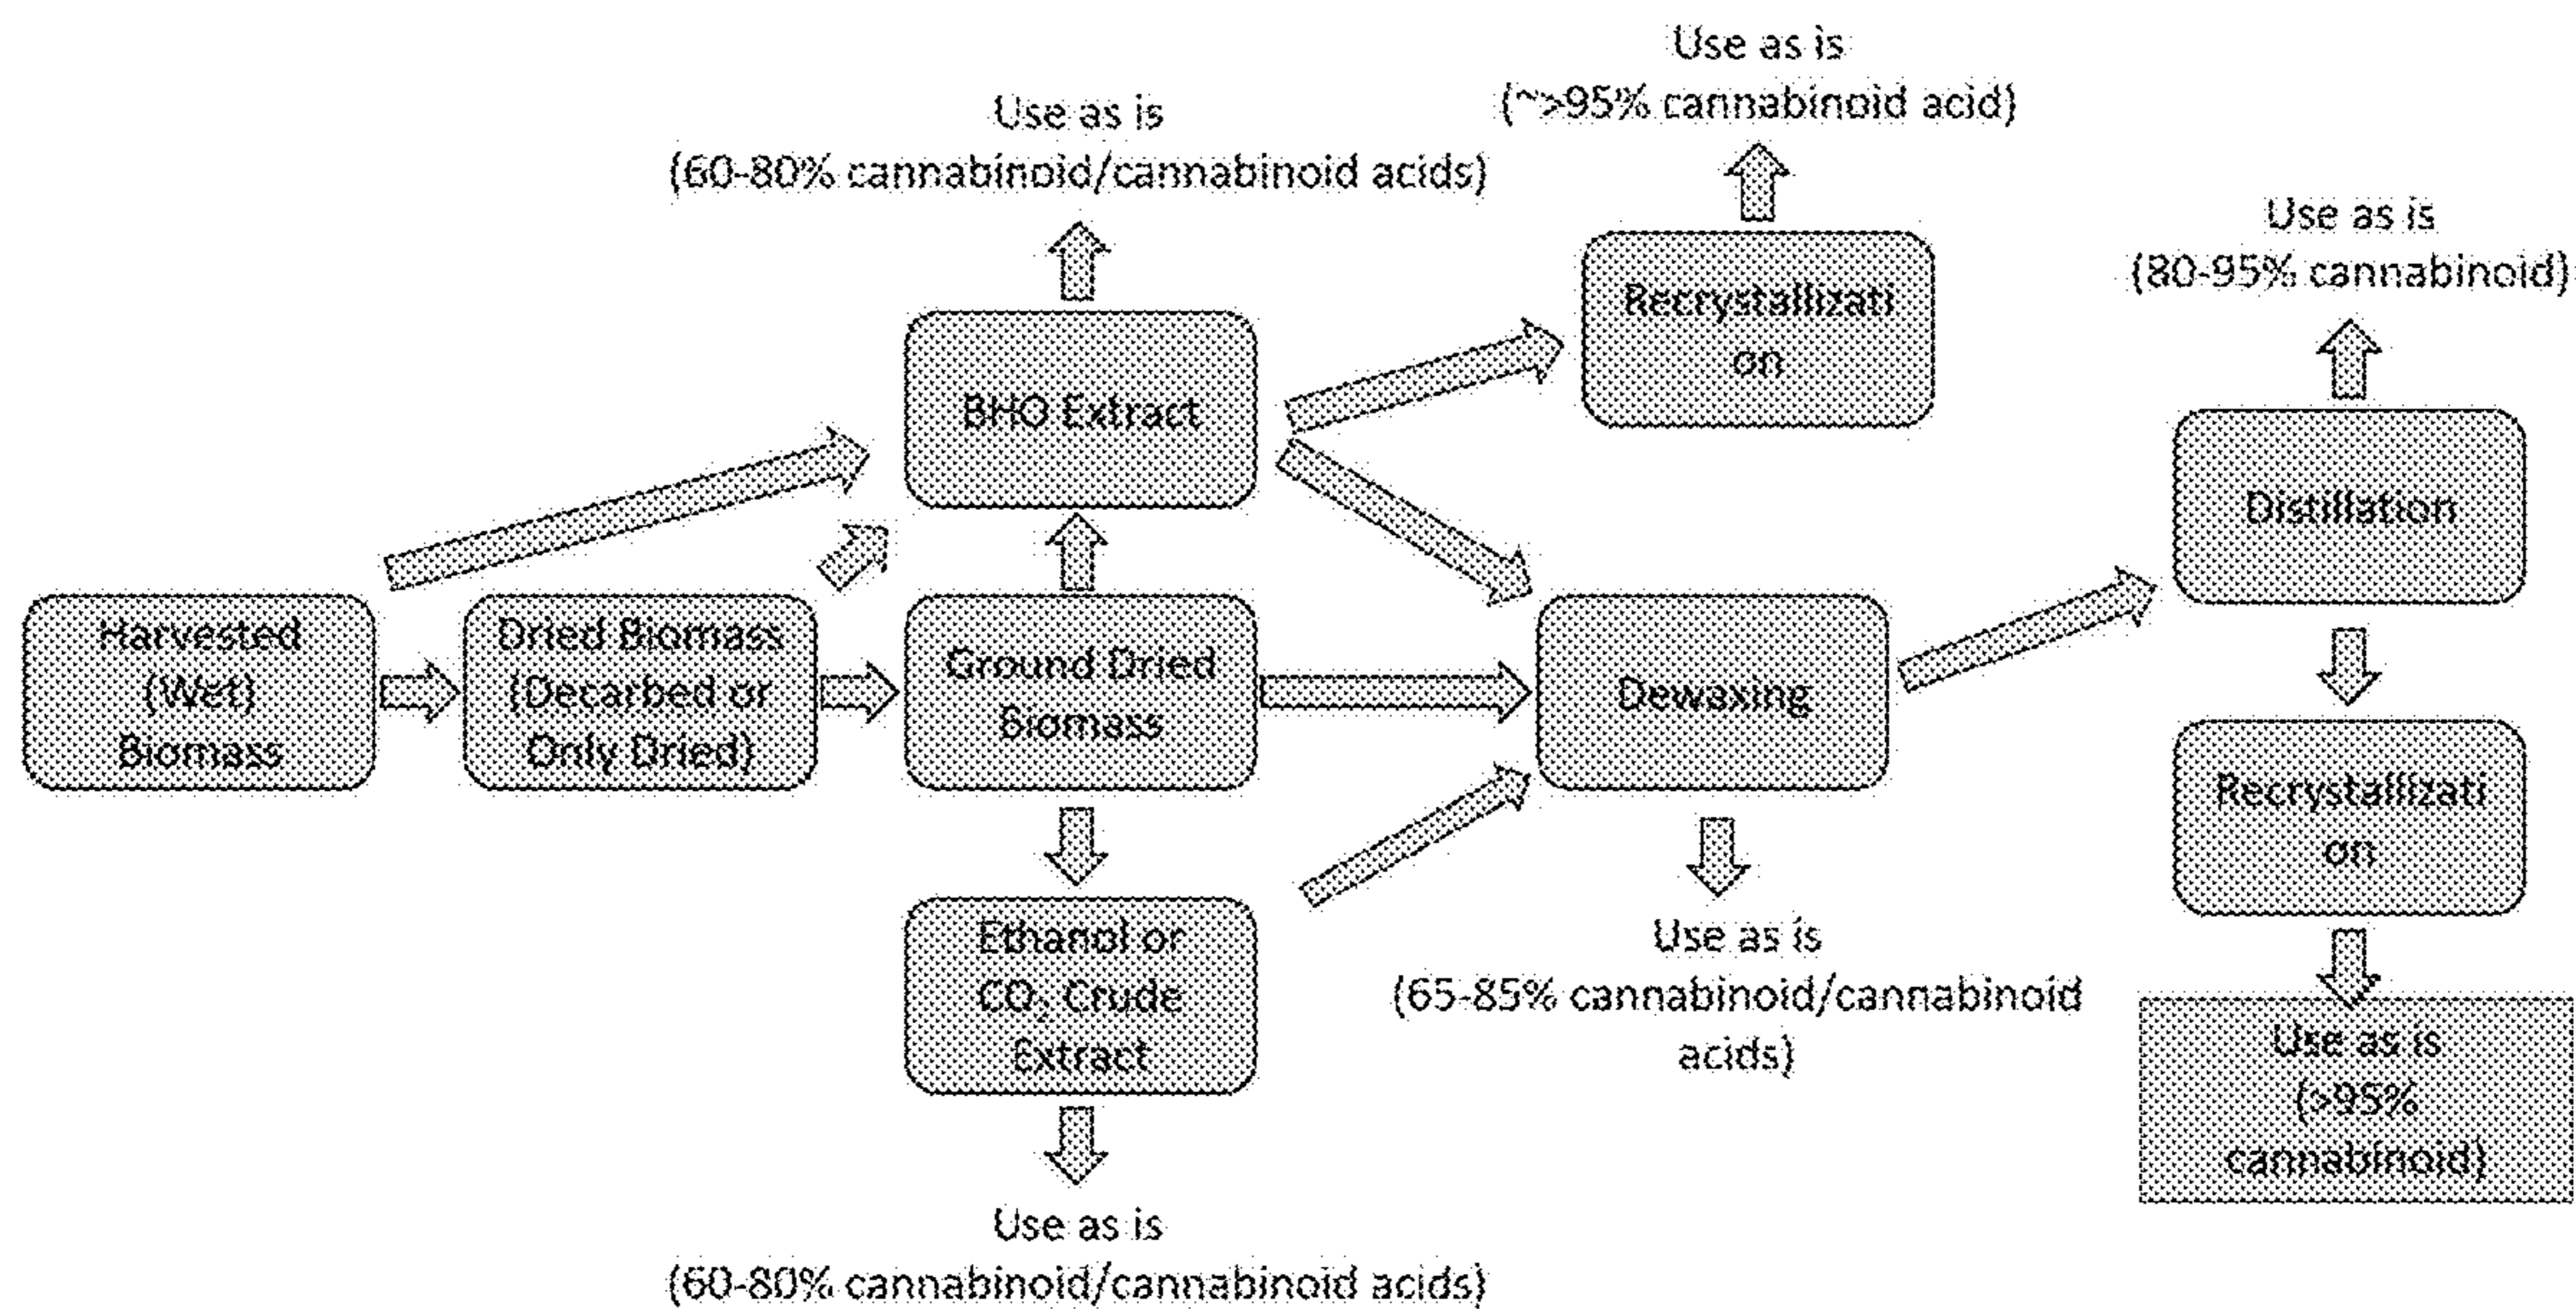 Use as is
(~>95% cannabinoid acid)
Use as is
(60-80% cannabinoid/cannabinoid acids)
Use as is
(80-95% cannabinoid)
Recrystallizati
on
BHO Extract
Distillation
Harvested
(Wet)
Biomass
Dried Biomass
(Decarbed or
Only Dried)
Ground Dried
Biomass
Dewaxing
Recrystallizati
on
Ethanol or
CO₂ Crude
Extract
Use as is
(65-85% cannabinoid/cannabinoid
acids)
Use as is
(>95%
cannabinoid)
Use as is
(60-80% cannabinoid/cannabinoid acids)